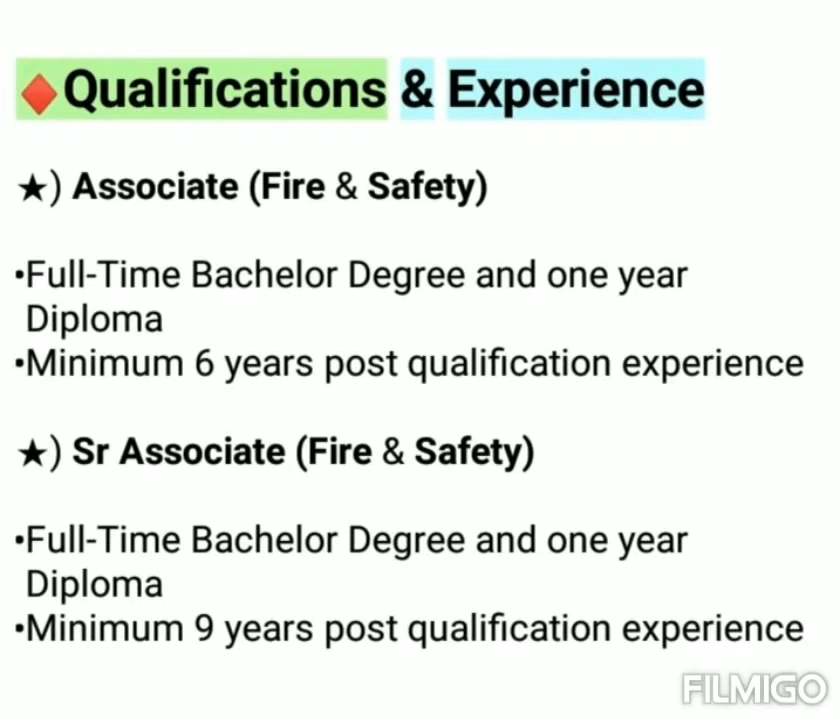 ♦Qualifications & Experience
★) Associate (Fire & Safety)
•Full-Time Bachelor Degree and one year
Diploma
•Minimum 6 years post qualification experience
★) Sr Associate (Fire & Safety)
•Full-Time Bachelor Degree and one year
Diploma
•Minimum 9 years post qualification experience
FILMIGO